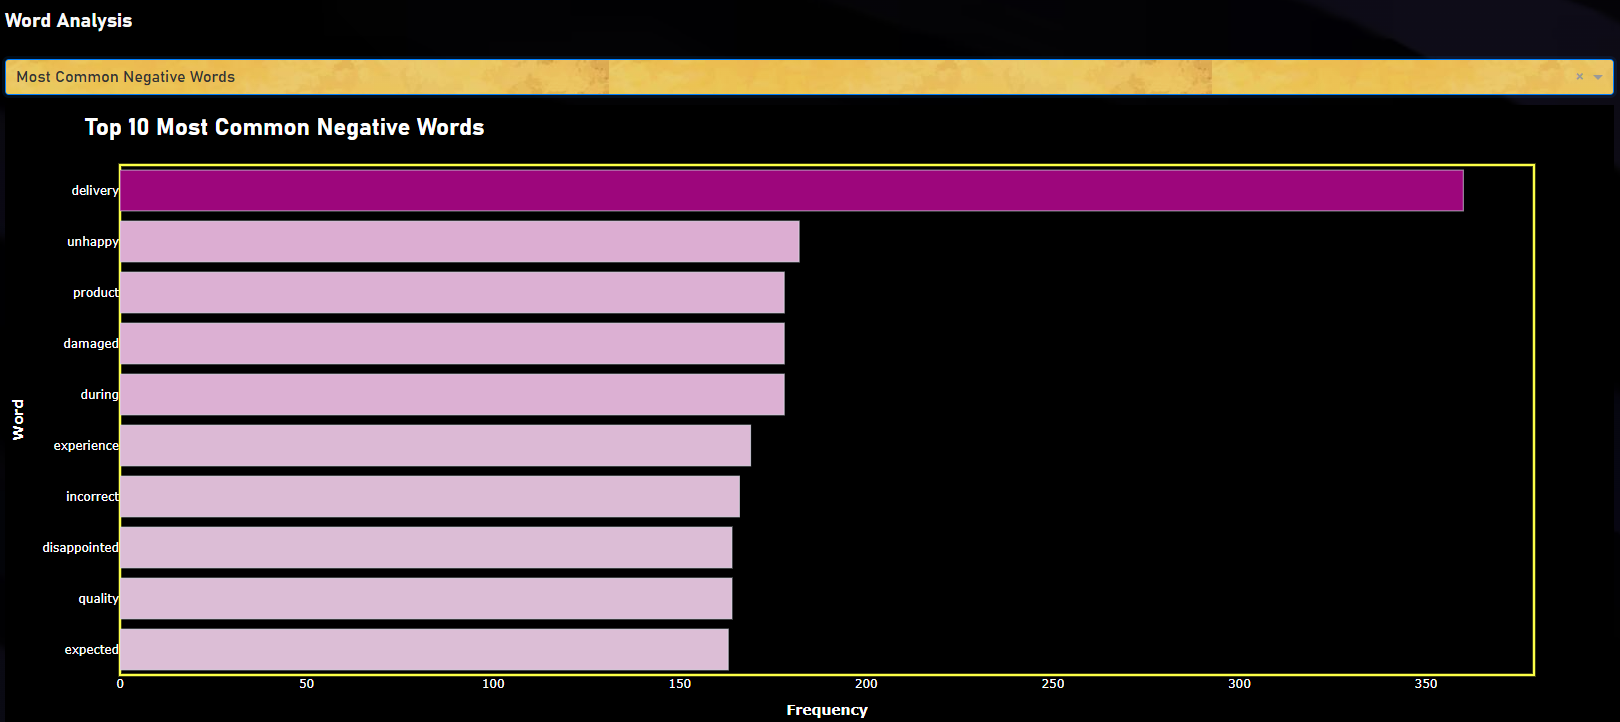 Word Analysis
Most Common Negative Words
×
Top 10 Most Common Negative Words
delivery
unhappy
product
damaged
during
experience
incorrect
disappointed
quality
expected
Word
0 50 100 150 200 250 300 350
Frequency